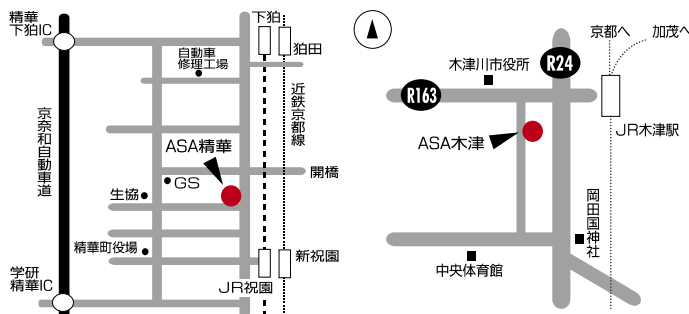 精華
下狛IC
下狛
狛田
自動車
修理工場
近鉄京都線
京奈和自動車道
ASA精華
開橋
GS
生協
精華町役場
新祝園
学研
精華IC
JR祝園
京都へ
加茂へ
木津川市役所
R24
R163
JR木津駅
ASA木津
岡田国神社
中央体育館